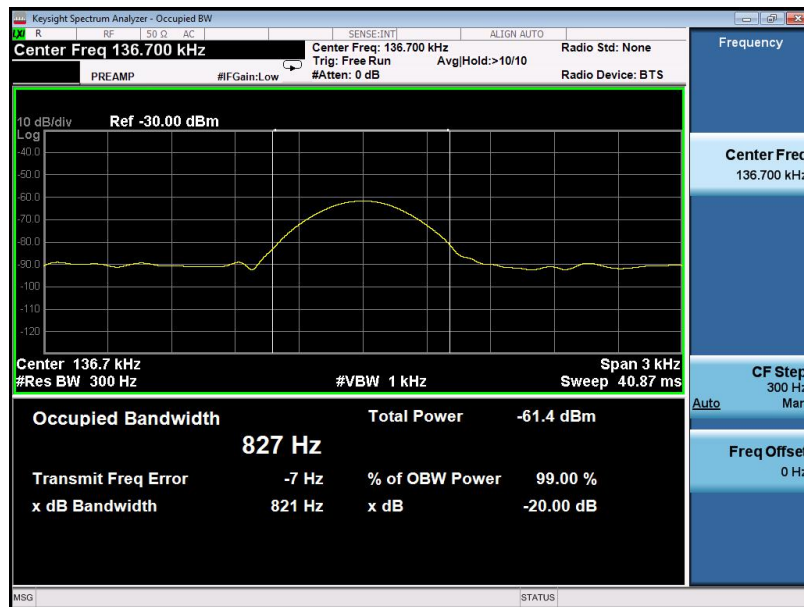 Keysight Spectrum Analyzer - Occupied BW
LXI R RF 50 Ω AC SENSE:INT ALIGN AUTO
Center Freq 136.700 kHz
Center Freq: 136.700 kHz
Radio Std: None
Trig: Free Run Avg|Hold:>10/10
PREAMP #IFGain:Low #Atten: 0 dB Radio Device: BTS
10 dB/div Ref -30.00 dBm
Log
-40.0
-50.0
-60.0
-70.0
-80.0
-90.0
-100
-110
-120
Center 136.7 kHz Span 3 kHz
#Res BW 300 Hz #VBW 1 kHz Sweep 40.87 ms
Occupied Bandwidth Total Power -61.4 dBm
827 Hz
Transmit Freq Error -7 Hz % of OBW Power 99.00 %
x dB Bandwidth 821 Hz x dB -20.00 dB
MSG STATUS
Frequency
Center Freq
136.700 kHz
CF Step
300 Hz
Auto Man
Freq Offset
0 Hz